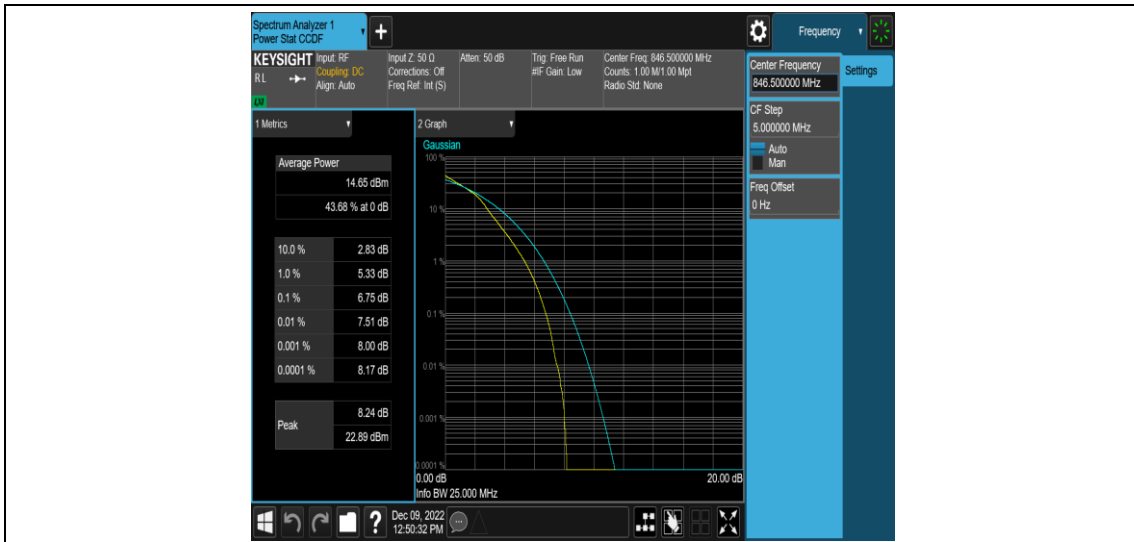 Spectrum Analyzer 1
Power Stat CCDF
Frequency
KEYSIGHT
RL
Input: RF
Coupling: DC
Align: Auto
Input Z: 50 Ω
Corrections: Off
Freq Ref: Int (S)
Atten: 50 dB
Trig: Free Run
#IF Gain: Low
Center Freq: 846.500000 MHz
Counts: 1.00 M/1.00 Mpt
Radio Std: None
Center Frequency
846.500000 MHz
Settings
CF Step
5.000000 MHz
Auto
Man
Freq Offset
0 Hz
1 Metrics
Average Power
14.65 dBm
43.68 % at 0 dB
10.0 % 2.83 dB
1.0 % 5.33 dB
0.1 % 6.75 dB
0.01 % 7.51 dB
0.001 % 8.00 dB
0.0001 % 8.17 dB
Peak
8.24 dB
22.89 dBm
2 Graph
Gaussian
100 %
10 %
1 %
0.1 %
0.01 %
0.001 %
0.0001 %
0.00 dB
20.00 dB
Info BW 25.000 MHz
Dec 09, 2022
12:50:32 PM